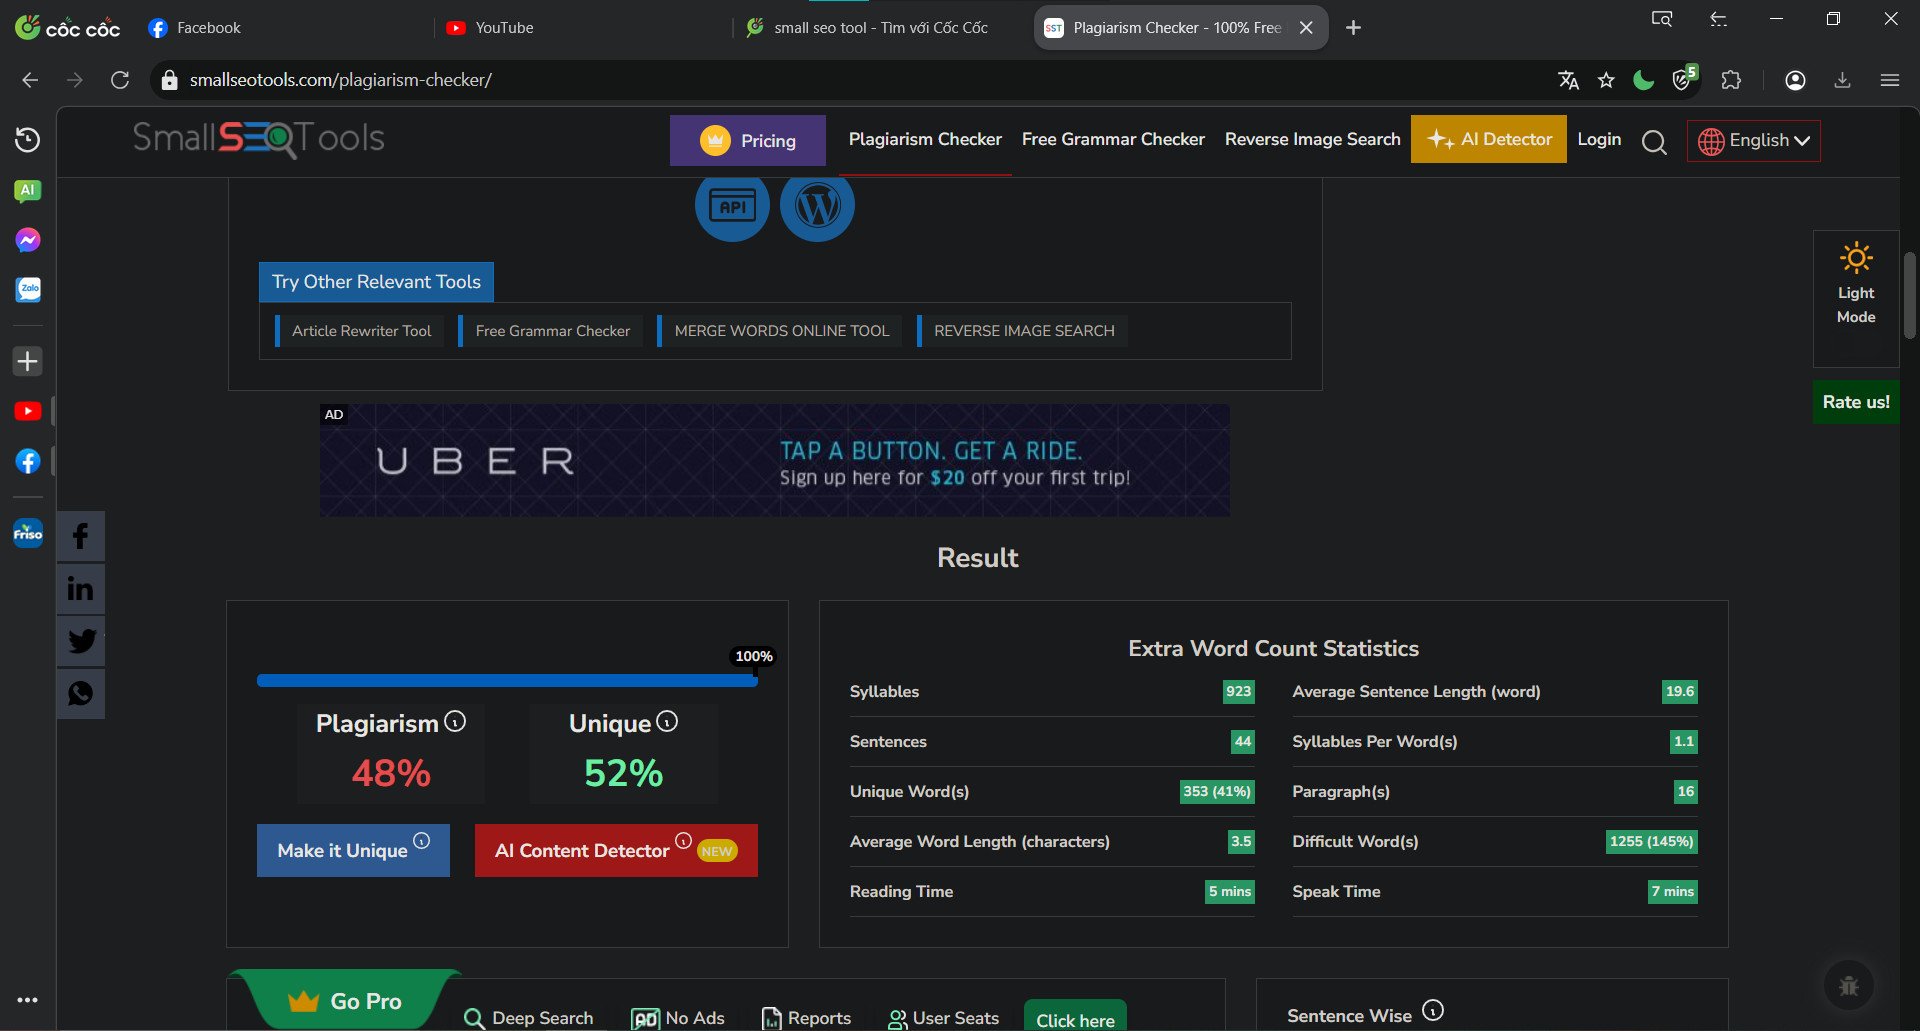 CỐC CỐC
Facebook
YouTube
small seo tool - Tìm với Cốc Cốc
SST
Plagiarism Checker - 100% Free
smallseotools.com/plagiarism-checker/
5
SmallSEOTools
Pricing
Plagiarism Checker
Free Grammar Checker
Reverse Image Search
AI Detector
Login
English
AI
Zalo
Friso
API
Try Other Relevant Tools
Article Rewriter Tool
Free Grammar Checker
MERGE WORDS ONLINE TOOL
REVERSE IMAGE SEARCH
Light
Mode
Rate us!
AD
UBER
TAP A BUTTON. GET A RIDE.
Sign up here for $20 off your first trip!
Result
100%
Plagiarism
48%
Unique
52%
Make it Unique
AI Content Detector
NEW
Extra Word Count Statistics
Syllables 923
Average Sentence Length (word) 19.6
Sentences 44
Syllables Per Word(s) 1.1
Unique Word(s) 353 (41%)
Paragraph(s) 16
Average Word Length (characters) 3.5
Difficult Word(s) 1255 (145%)
Reading Time 5 mins
Speak Time 7 mins
Go Pro
Deep Search
AD
No Ads
Reports
User Seats
Click here
Sentence Wise